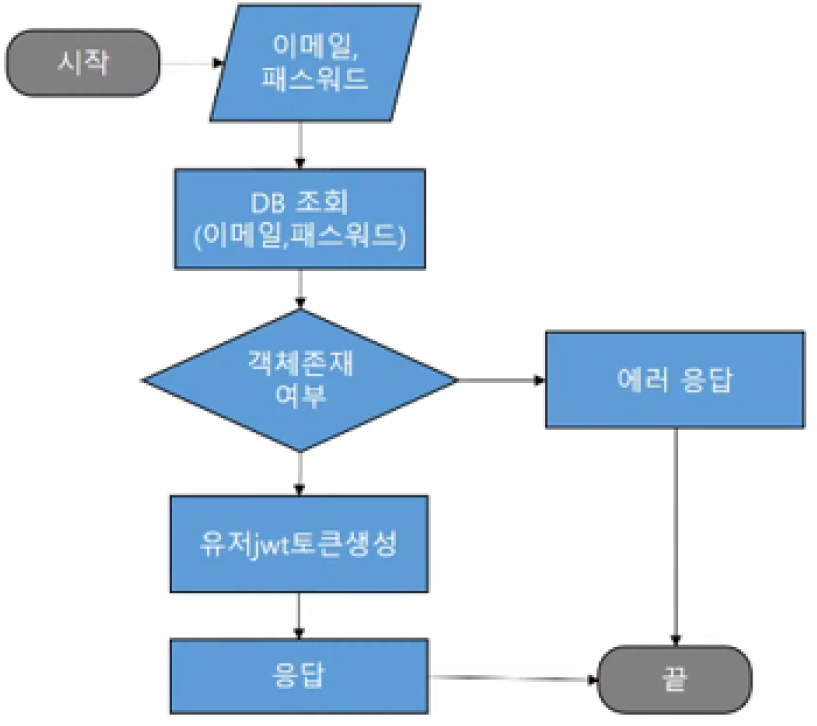 시작
이메일,
패스워드
DB 조회
(이메일,패스워드)
객체존재
여부
에러 응답
유저jwt토큰생성
응답
끝